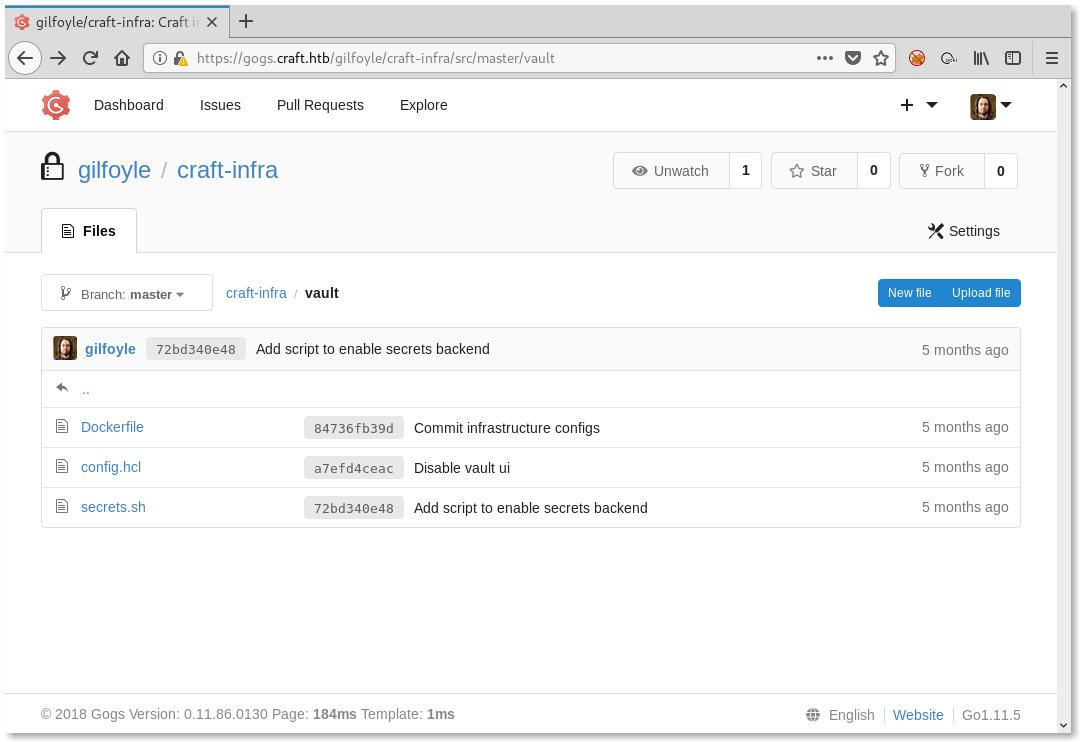 gilfoyle/craft-infra: Craft in
https://gogs.craft.htb/gilfoyle/craft-infra/src/master/vault
Dashboard Issues Pull Requests Explore
gilfoyle / craft-infra
Unwatch 1 Star 0 Fork 0
Files Settings
Branch: master craft-infra / vault New file Upload file
gilfoyle 72bd340e48 Add script to enable secrets backend 5 months ago
..
Dockerfile 84736fb39d Commit infrastructure configs 5 months ago
config.hcl a7efd4ceac Disable vault ui 5 months ago
secrets.sh 72bd340e48 Add script to enable secrets backend 5 months ago
© 2018 Gogs Version: 0.11.86.0130 Page: 184ms Template: 1ms English Website Go1.11.5